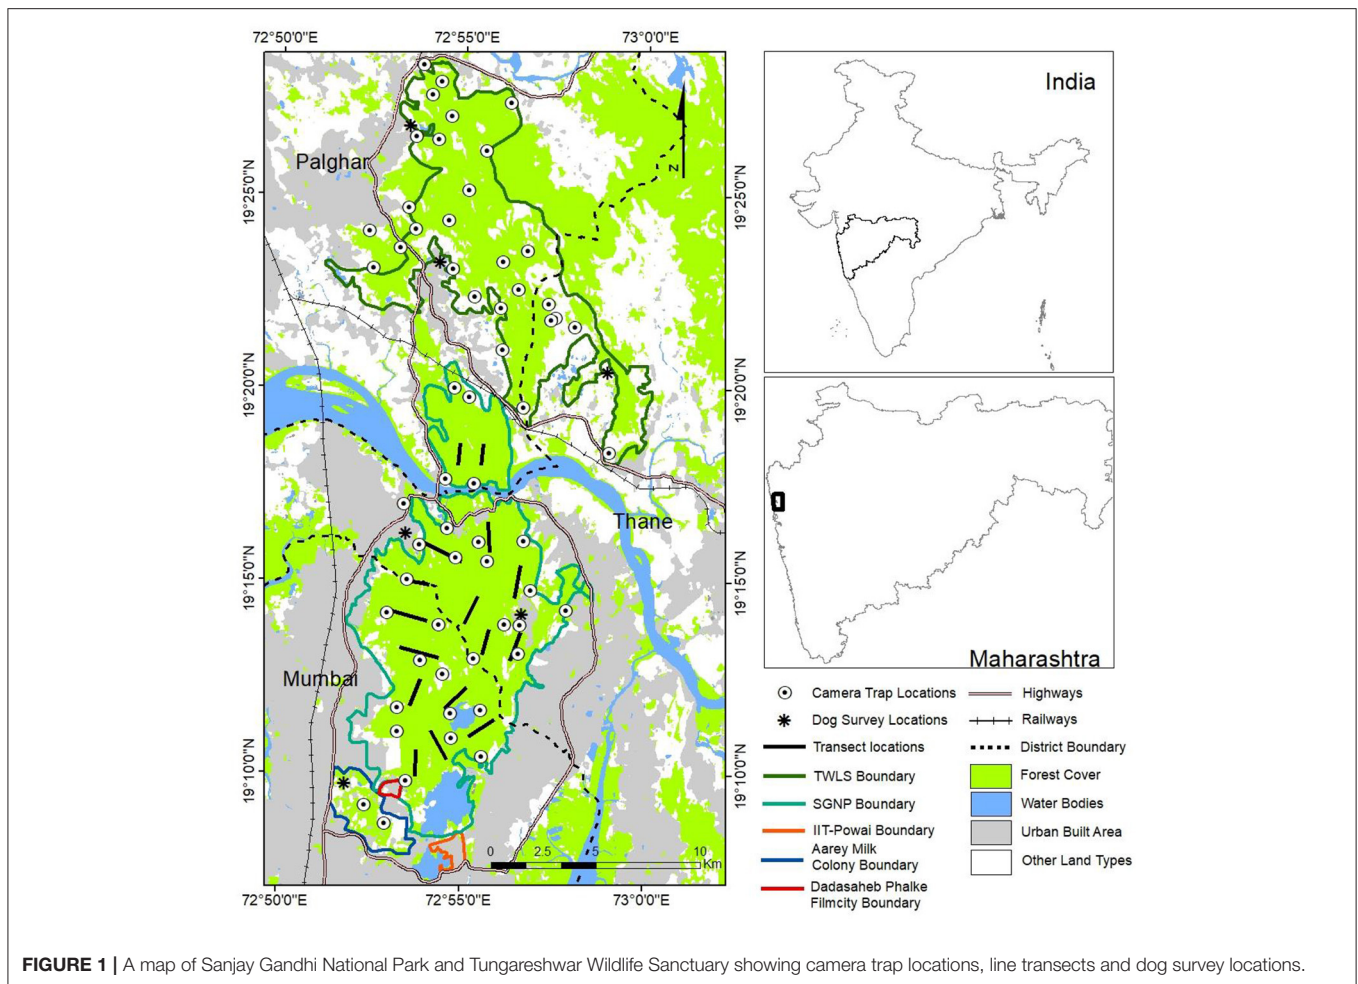 72°50'0"E
72°55'0"E
73°0'0"E
India
Palghar
N
19°25'0"N
19°25'0"N
19°20'0"N
19°20'0"N
Thane
19°15'0"N
19°15'0"N
Mumbai
Maharashtra
19°10'0"N
19°10'0"N
0 2.5 5 10
Km
72°50'0"E
72°55'0"E
73°0'0"E
Camera Trap Locations
Dog Survey Locations
Transect locations
TWLS Boundary
SGNP Boundary
IIT-Powai Boundary
Aarey Milk
Colony Boundary
Dadasaheb Phalke
Filmcity Boundary
Highways
Railways
District Boundary
Forest Cover
Water Bodies
Urban Built Area
Other Land Types
FIGURE 1 | A map of Sanjay Gandhi National Park and Tungareshwar Wildlife Sanctuary showing camera trap locations, line transects and dog survey locations.